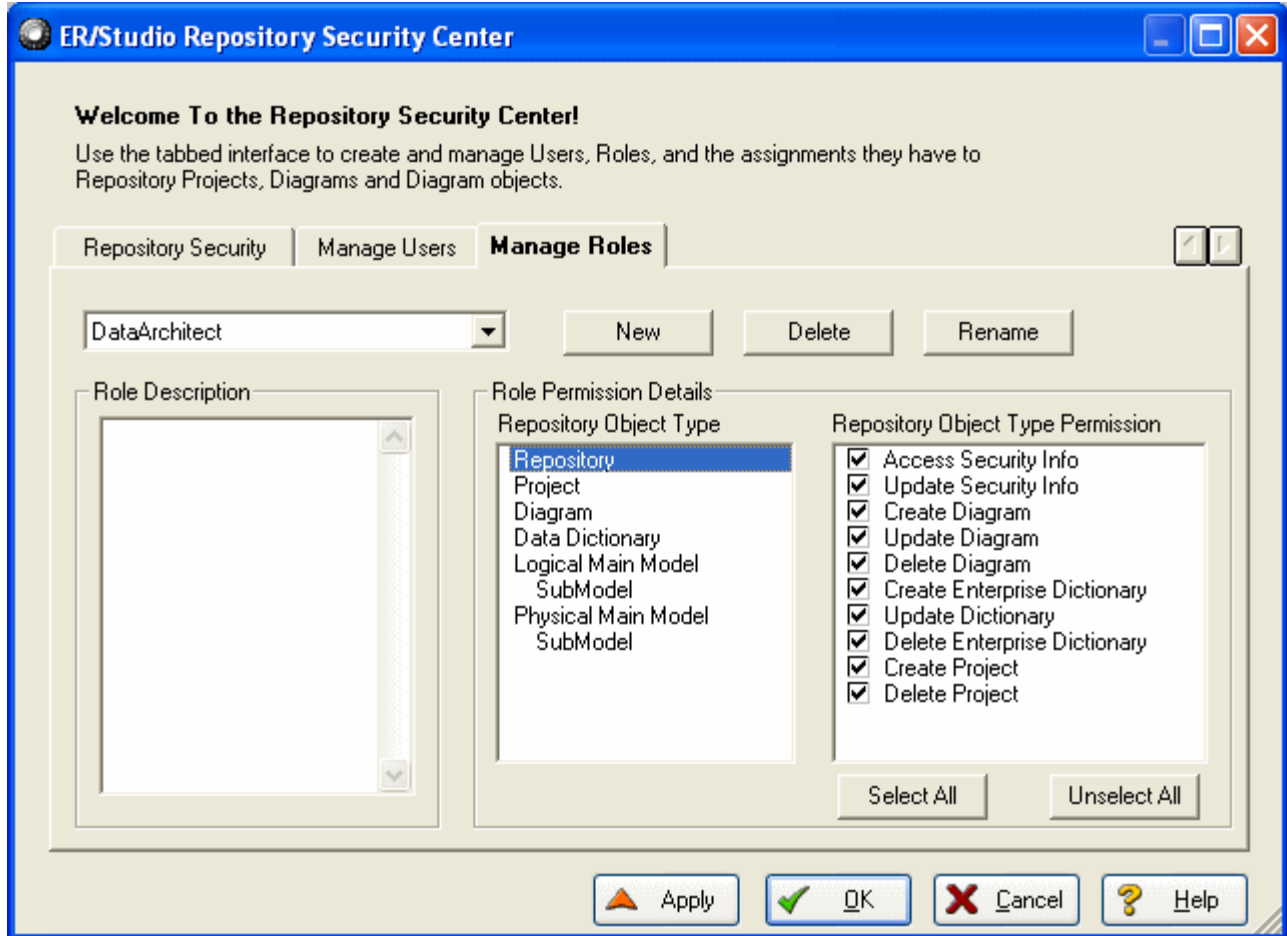 ER/Studio Repository Security Center
Welcome To the Repository Security Center!
Use the tabbed interface to create and manage Users, Roles, and the assignments they have to
Repository Projects, Diagrams and Diagram objects.
Repository Security Manage Users Manage Roles
DataArchitect New Delete Rename
Role Description Role Permission Details
Repository Object Type Repository Object Type Permission
Repository Access Security Info
Project Update Security Info
Diagram Create Diagram
Data Dictionary Update Diagram
Logical Main Model Delete Diagram
SubModel Create Enterprise Dictionary
Physical Main Model Update Dictionary
SubModel Delete Enterprise Dictionary
Create Project
Delete Project
Select All Unselect All
Apply OK Cancel Help